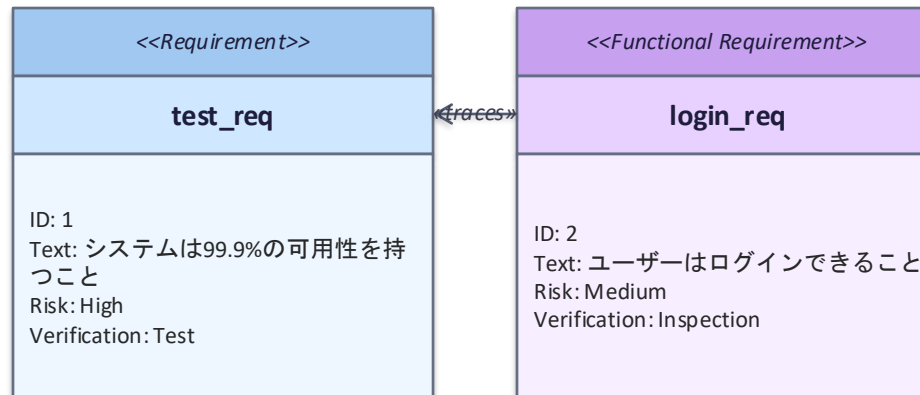 <<Requirement>>
test_req
ID: 1
Text: システムは99.9%の可用性を持
つこと
Risk: High
Verification: Test
«traces»
<<Functional Requirement>>
login_req
ID: 2
Text: ユーザーはログインできること
Risk: Medium
Verification: Inspection